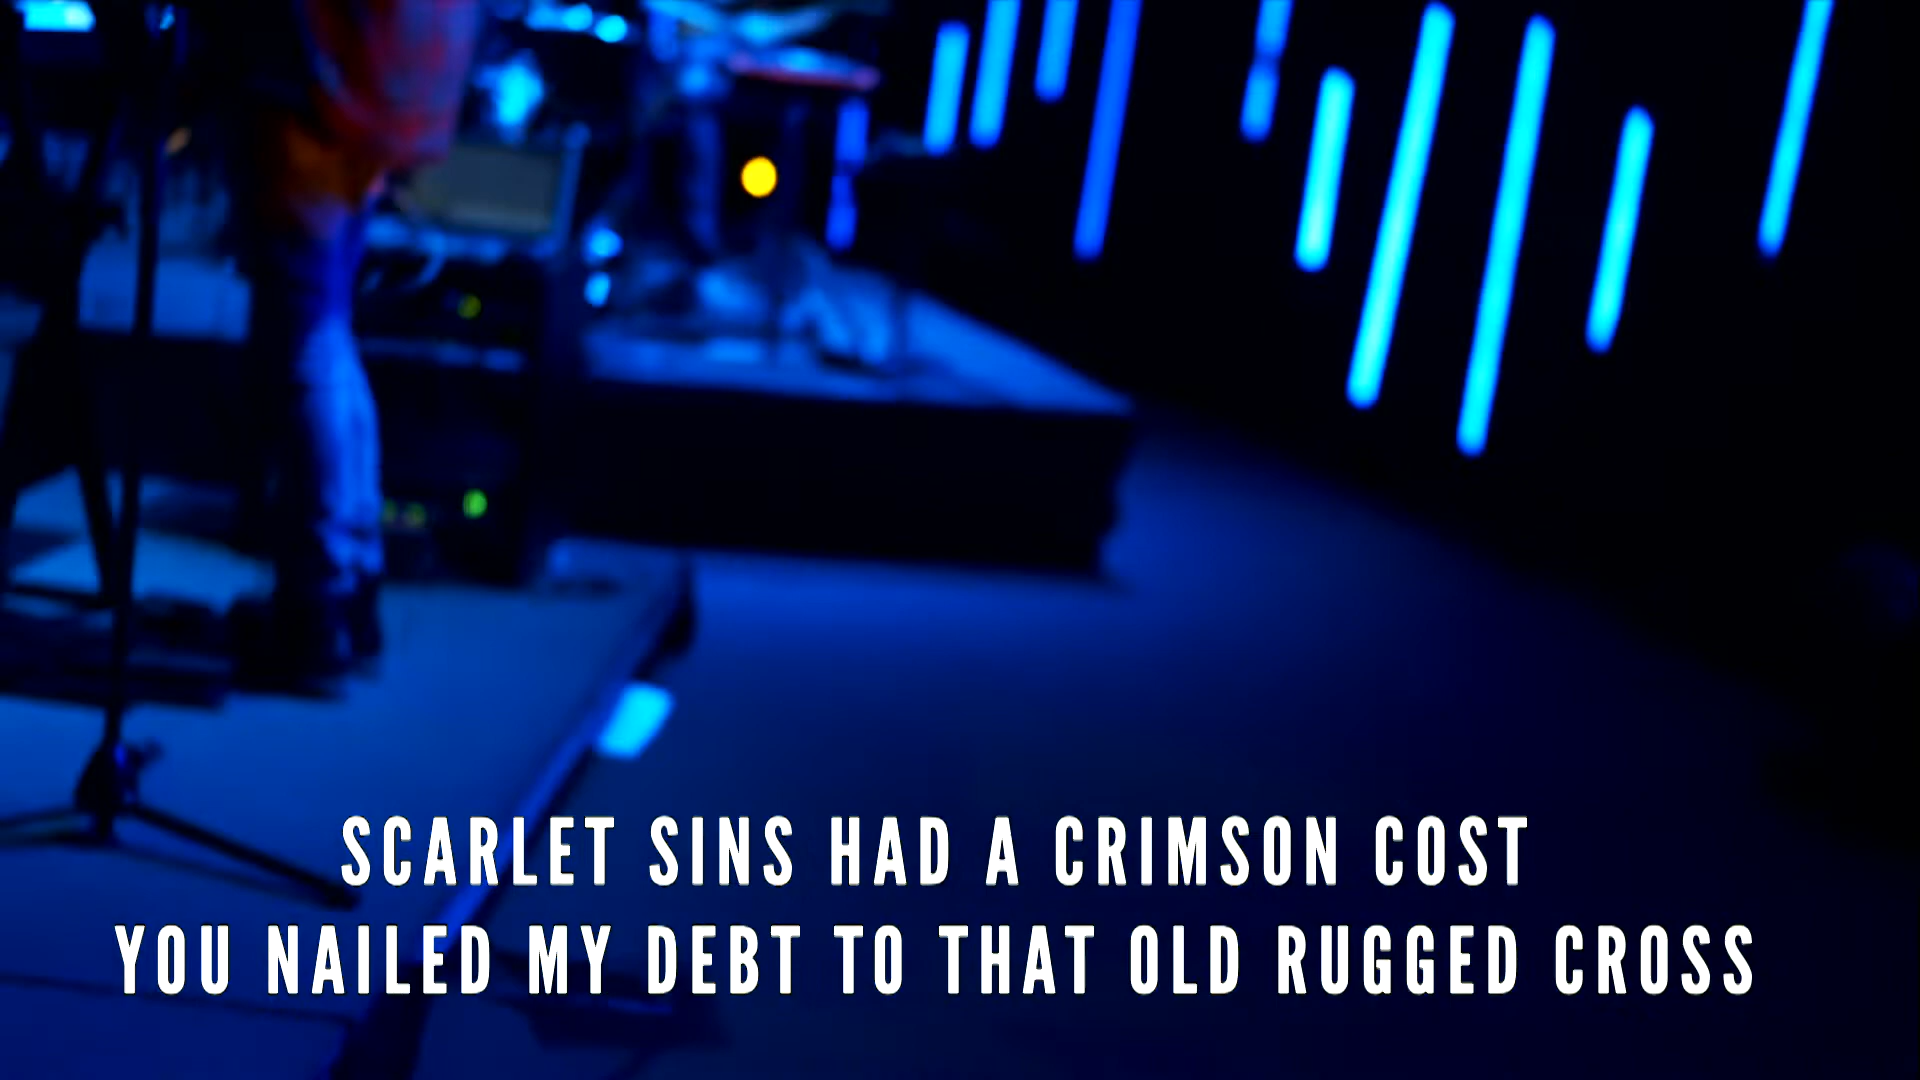 SCARLET SINS HAD A CRIMSON COST
YOU NAILED MY DEBT TO THAT OLD RUGGED CROSS